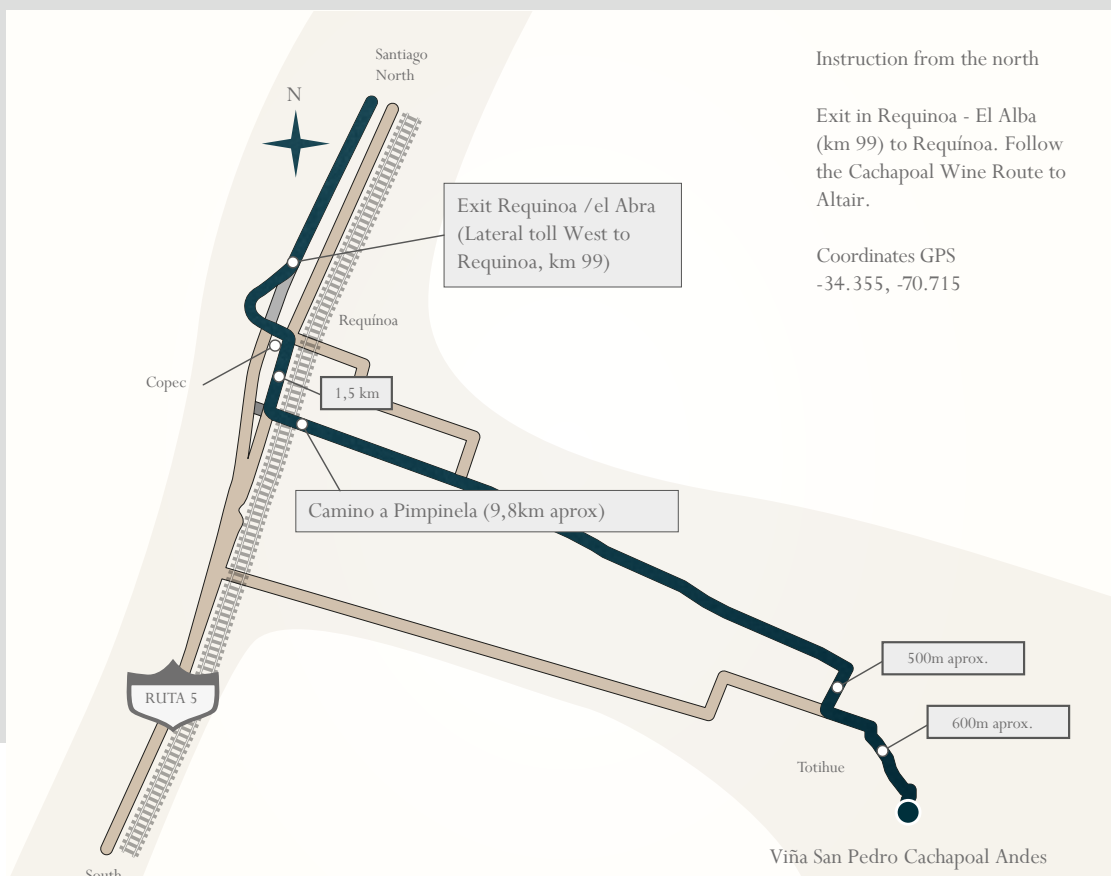 Santiago
North
N
Instruction from the north
Exit in Requinoa - El Alba
(km 99) to Requínoa. Follow
the Cachapoal Wine Route to
Altair.
Coordinates GPS
-34.355, -70.715
Exit Requinoa /el Abra
(Lateral toll West to
Requinoa, km 99)
Requínoa
Copec
1,5 km
Camino a Pimpinela (9,8km aprox)
500m aprox.
RUTA 5
600m aprox.
Totihue
Viña San Pedro Cachapoal Andes
South